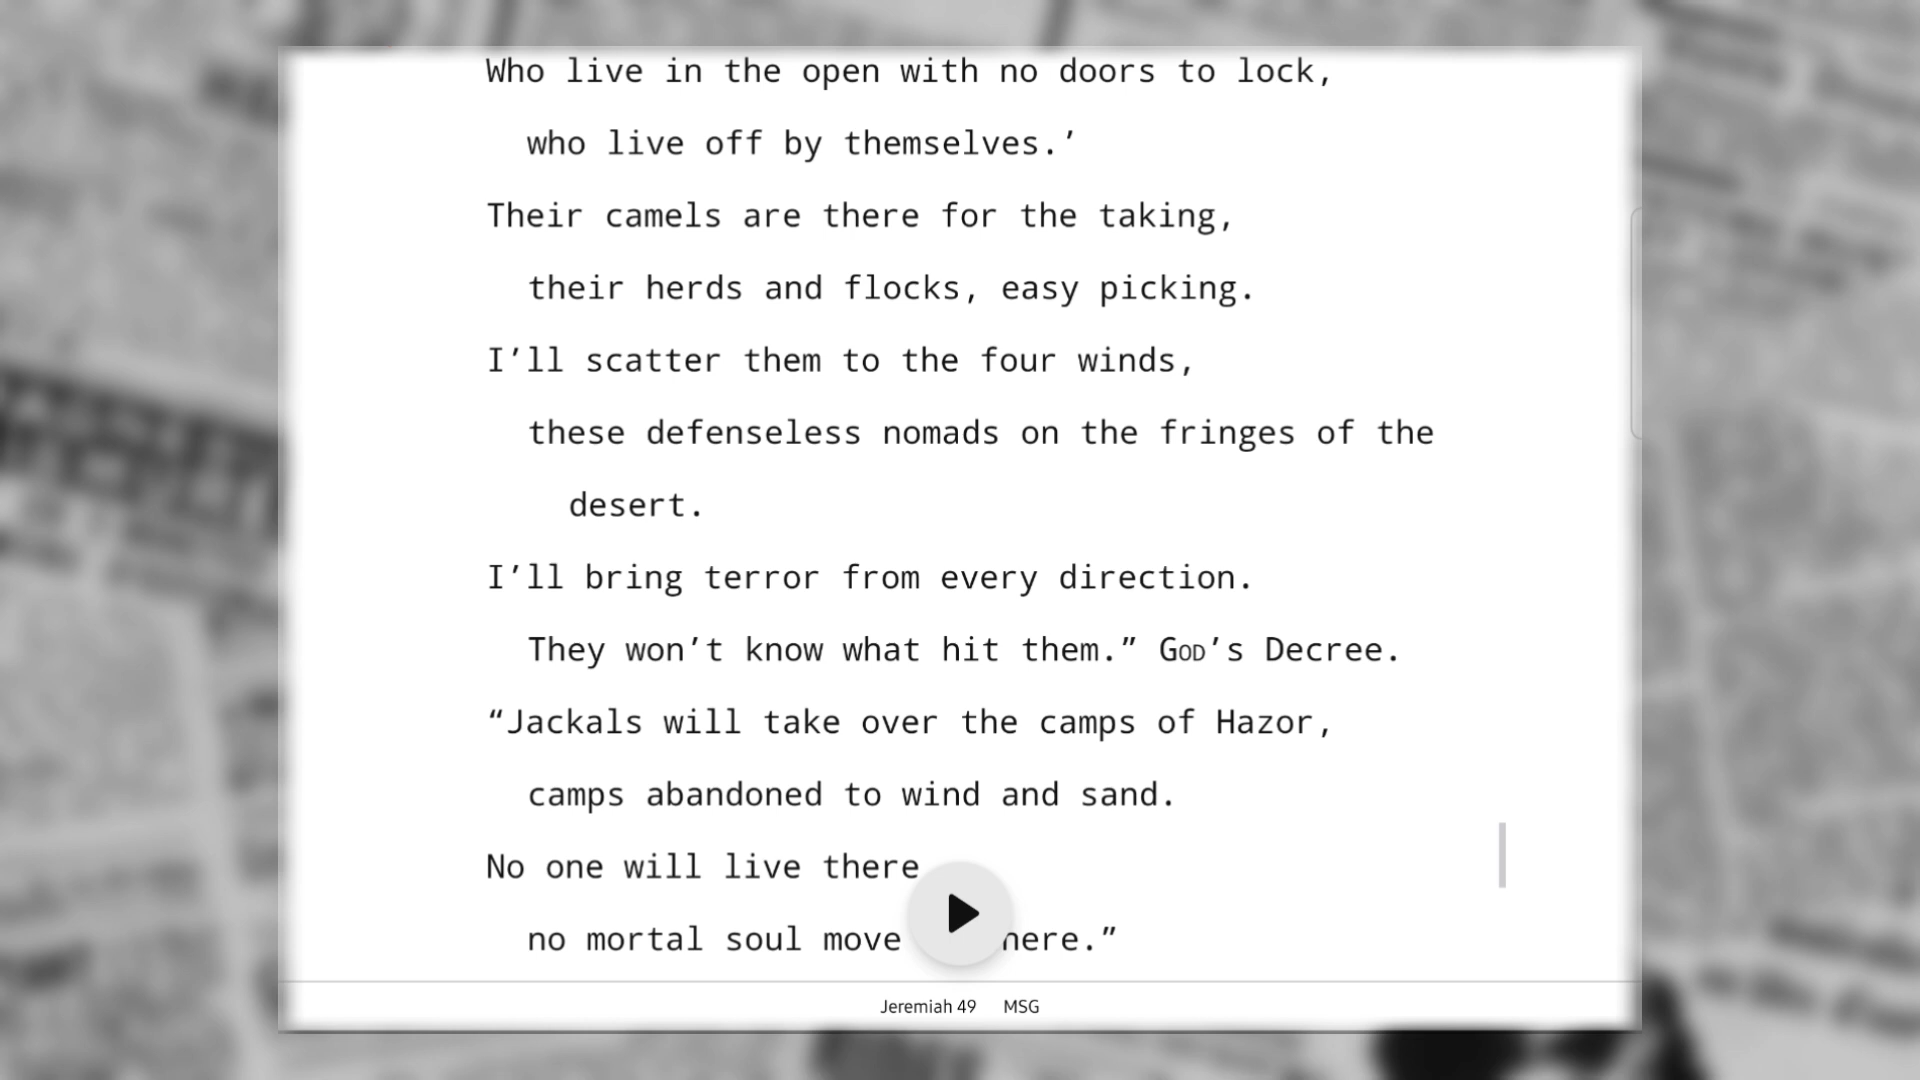 Who live in the open with no doors to lock,
who live off by themselves.’
Their camels are there for the taking,
their herds and flocks, easy picking.
I’ll scatter them to the four winds,
these defenseless nomads on the fringes of the
desert.
I’ll bring terror from every direction.
They won’t know what hit them.” GOD’s Decree.
“Jackals will take over the camps of Hazor,
camps abandoned to wind and sand.
No one will live there
no mortal soul move here.”
Jeremiah 49 MSG